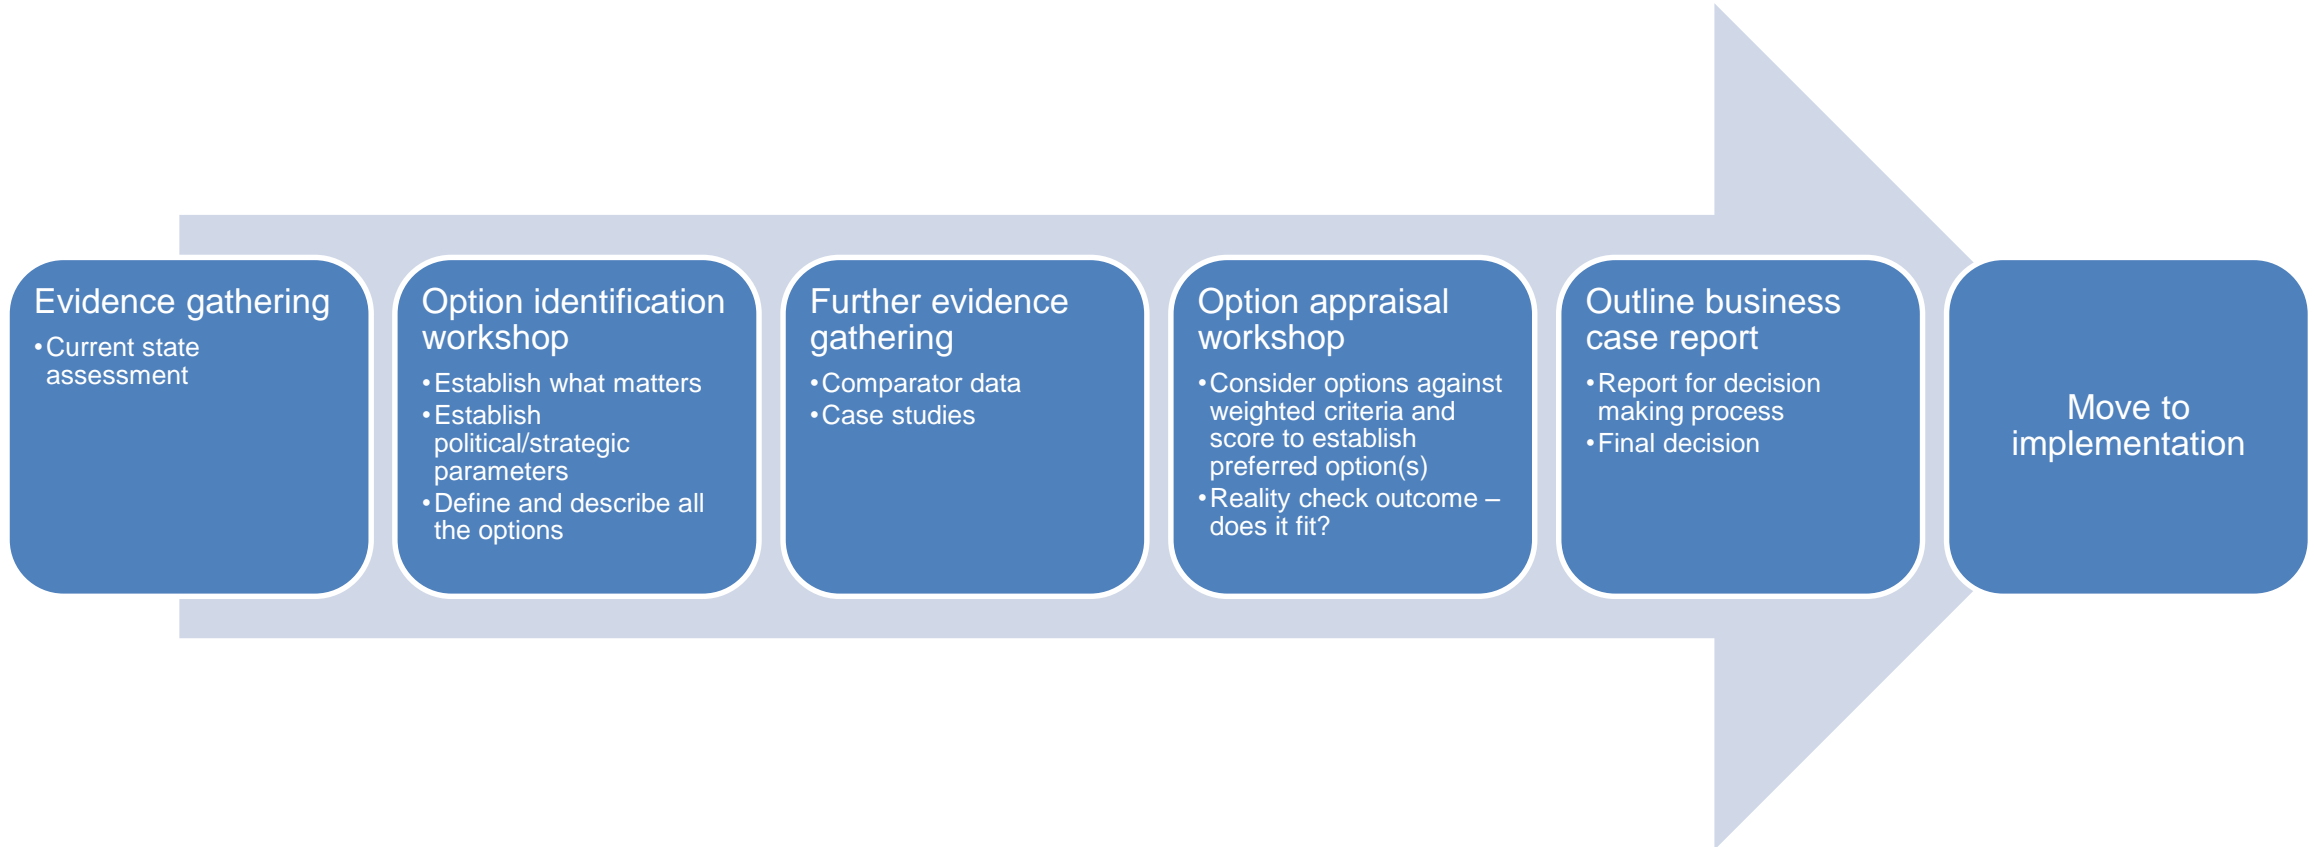 Evidence gathering
•Current state
assessment
Option identification
workshop
•Establish what matters
•Establish
political/strategic
parameters
•Define and describe all
the options
Further evidence
gathering
•Comparator data
•Case studies
Option appraisal
workshop
•Consider options against
weighted criteria and
score to establish
preferred option(s)
•Reality check outcome –
does it fit?
Outline business
case report
•Report for decision
making process
•Final decision
Move to
implementation